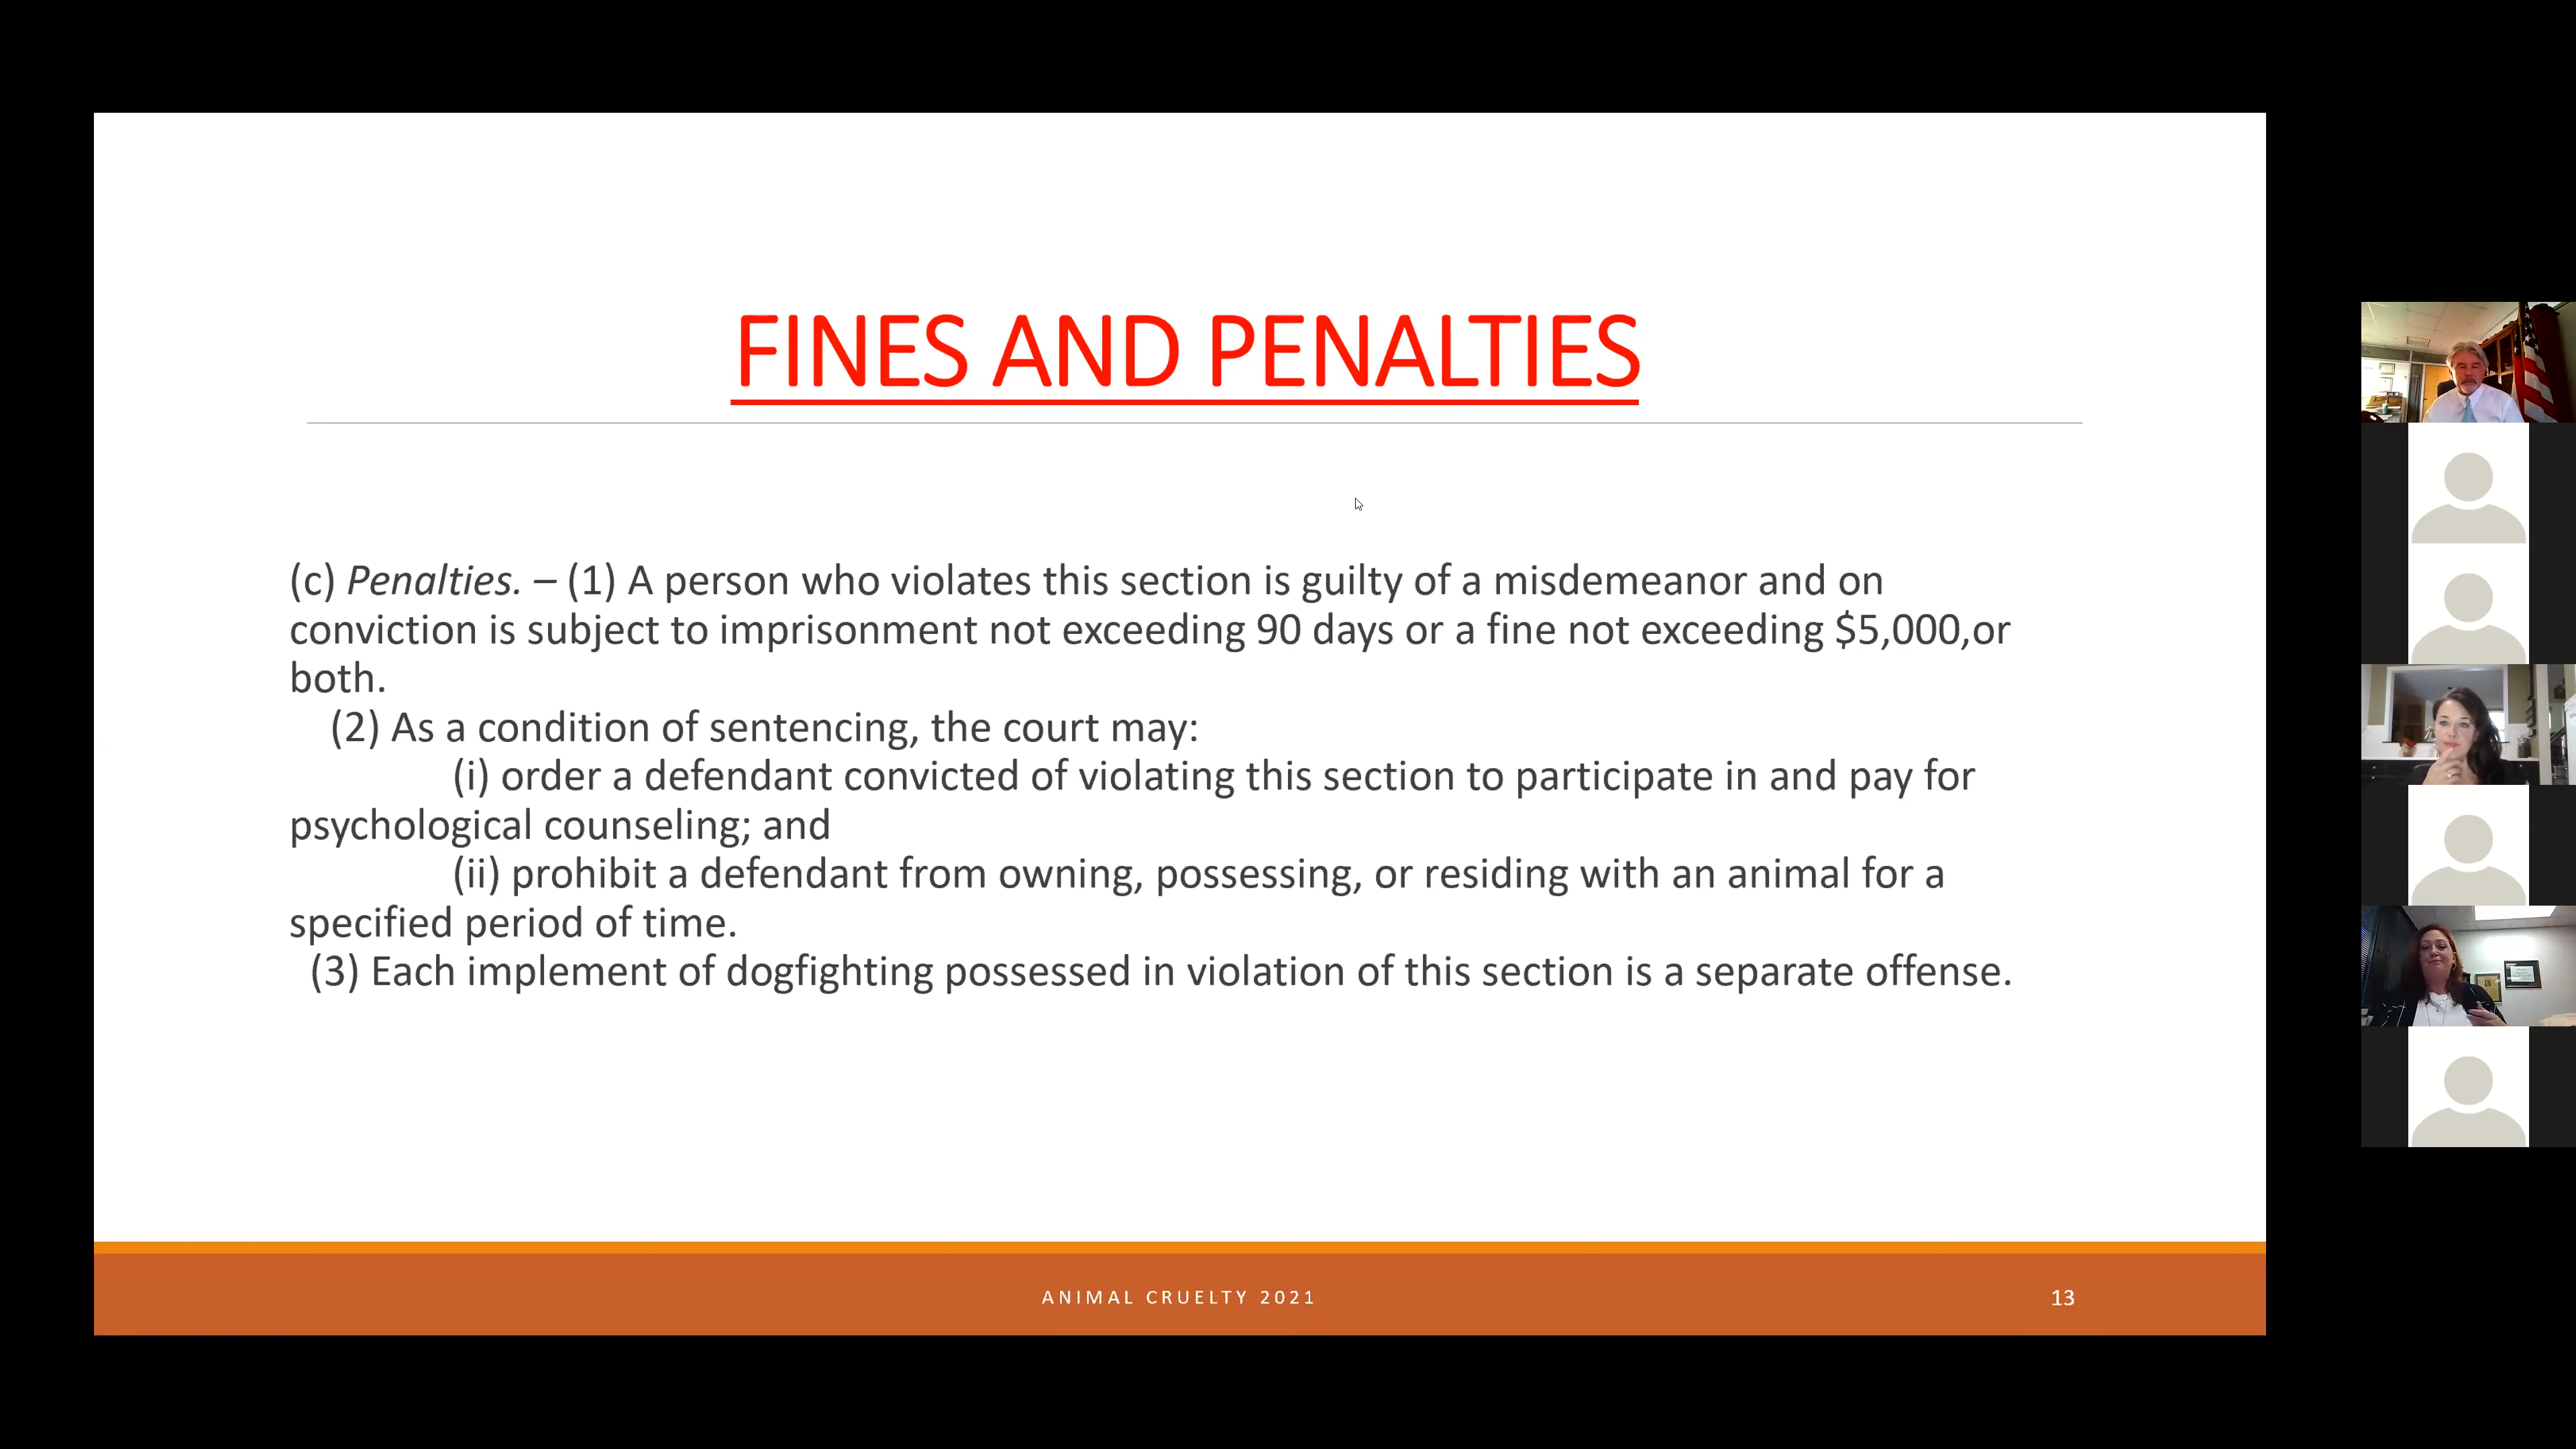 FINES AND PENALTIES
(c) Penalties. – (1) A person who violates this section is guilty of a misdemeanor and on
conviction is subject to imprisonment not exceeding 90 days or a fine not exceeding $5,000,or
both.
(2) As a condition of sentencing, the court may:
(i) order a defendant convicted of violating this section to participate in and pay for
psychological counseling; and
(ii) prohibit a defendant from owning, possessing, or residing with an animal for a
specified period of time.
(3) Each implement of dogfighting possessed in violation of this section is a separate offense.
ANIMAL CRUELTY 2021
13